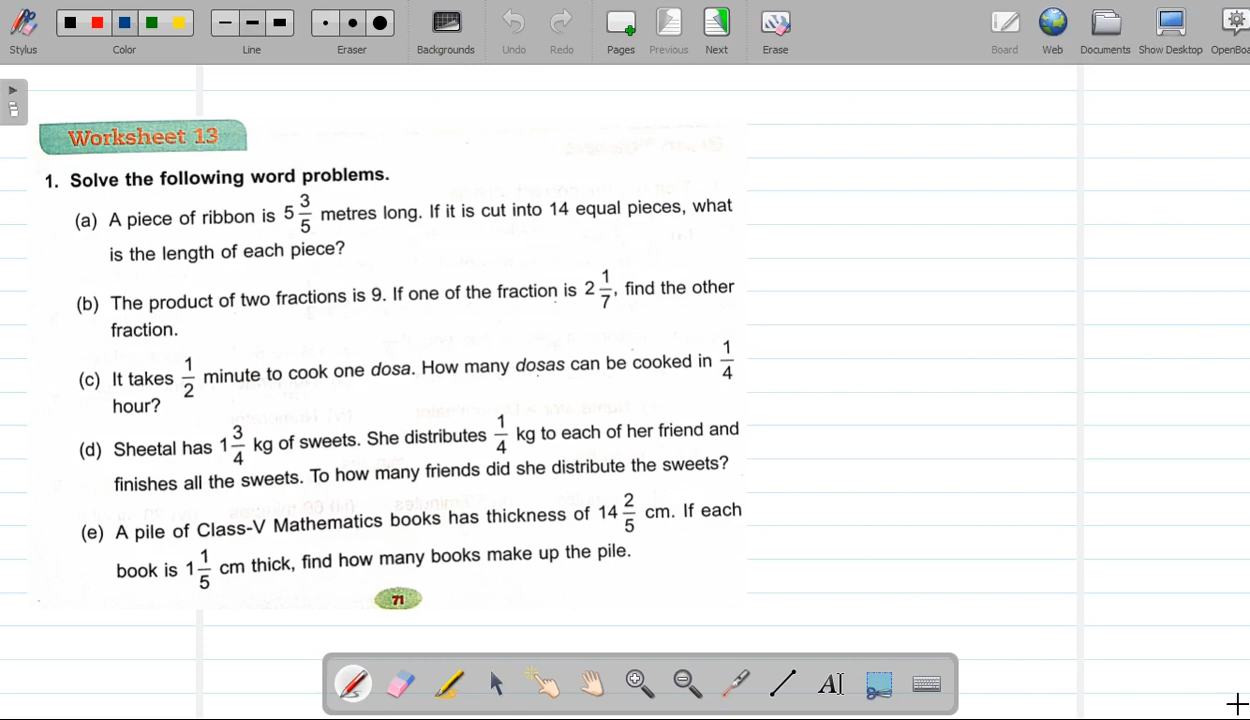 Stylus Color Line Eraser Backgrounds Undo Redo Pages Previous Next Erase Board Web Documents Show Desktop OpenBoa
Worksheet 13
1. Solve the following word problems.
(a) A piece of ribbon is 5 3/5 metres long. If it is cut into 14 equal pieces, what
is the length of each piece?
(b) The product of two fractions is 9. If one of the fraction is 2 1/7, find the other
fraction.
(c) It takes 1/2 minute to cook one dosa. How many dosas can be cooked in 1/4
hour?
(d) Sheetal has 1 3/4 kg of sweets. She distributes 1/4 kg to each of her friend and
finishes all the sweets. To how many friends did she distribute the sweets?
(e) A pile of Class-V Mathematics books has thickness of 14 2/5 cm. If each
book is 1 1/5 cm thick, find how many books make up the pile.
71